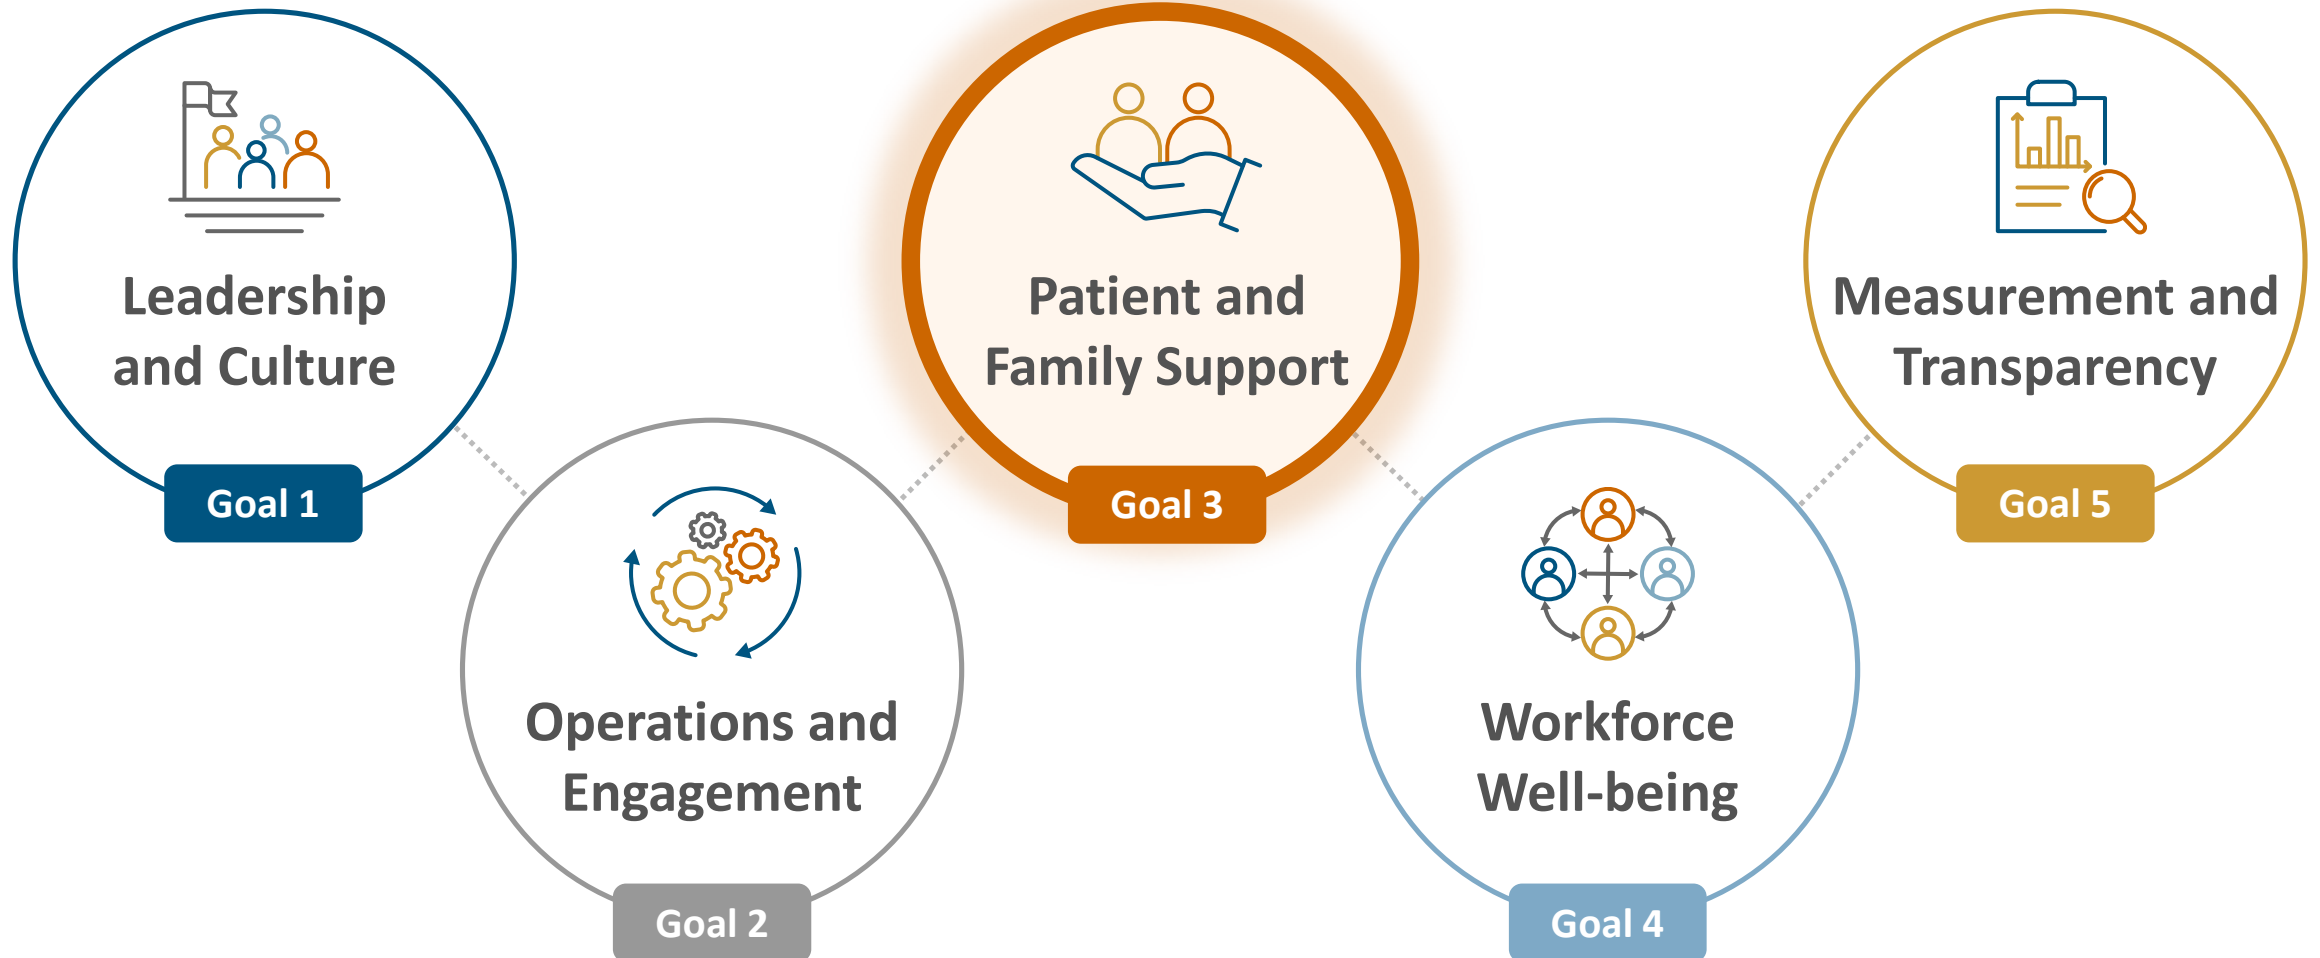 Leadership
and Culture
Goal 1
Operations and
Engagement
Goal 2
Patient and
Family Support
Goal 3
Workforce
Well-being
Goal 4
Measurement and
Transparency
Goal 5